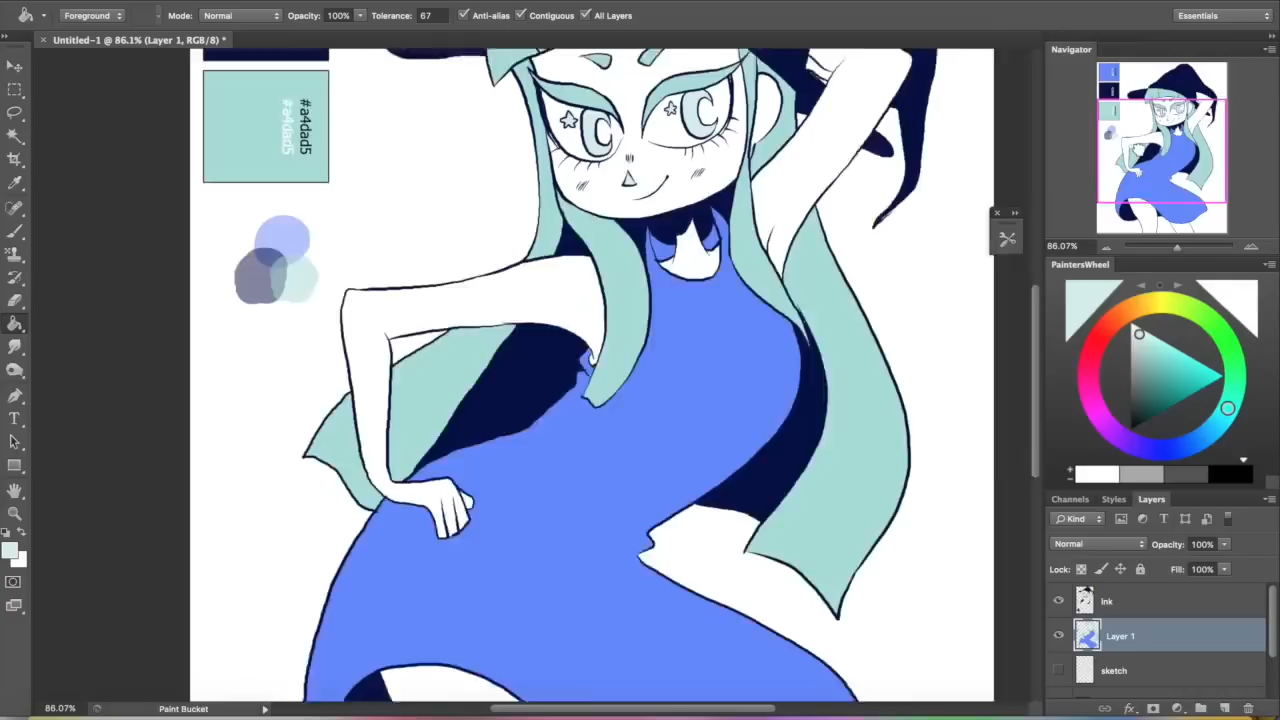 Foreground
Mode:
Normal
Opacity:
100%
Tolerance:
67
Anti-alias
Contiguous
All Layers
Essentials
Untitled-1 @ 86.1% (Layer 1, RGB/8) *
Navigator
#a4dad5
#a4dad5
86.07%
PaintersWheel
Channels
Styles
Layers
Kind
Normal
Opacity:
100%
Lock:
Fill:
100%
Ink
Layer 1
sketch
86.07%
Paint Bucket